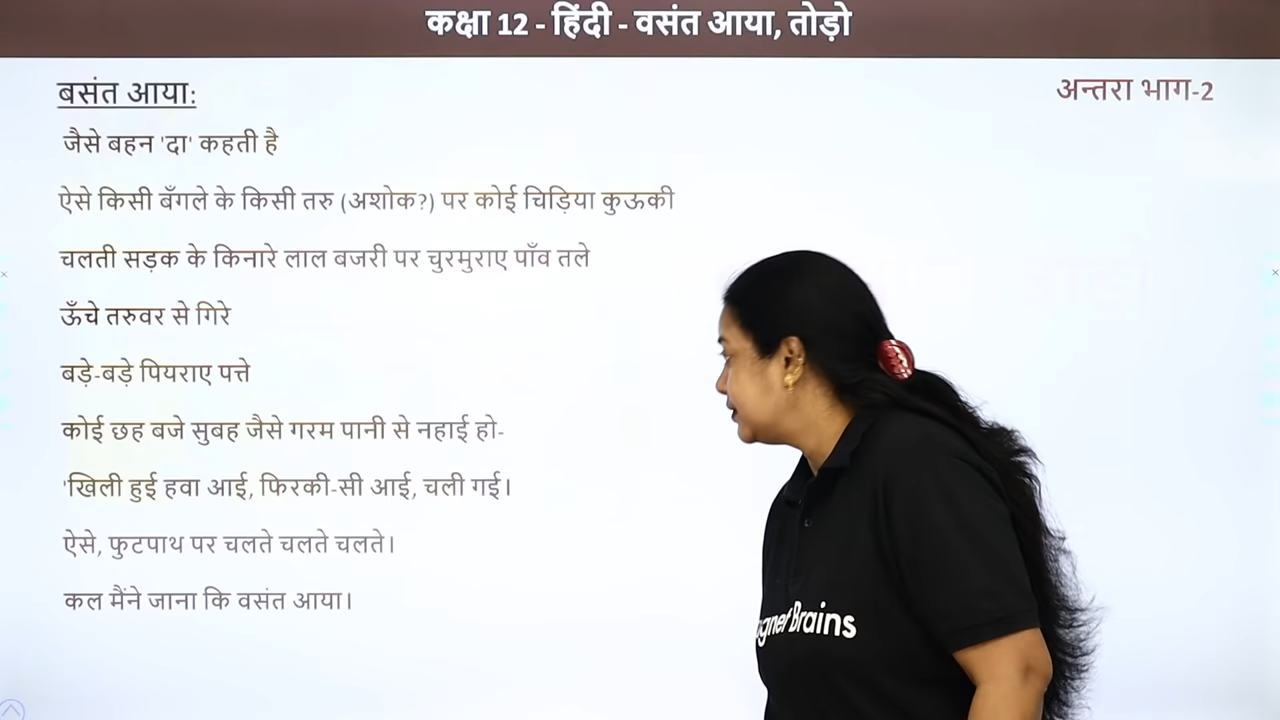 कक्षा 12 - हिंदी - वसंत आया, तोड़ो
बसंत आया:
अन्तरा भाग-2
जैसे बहन 'दा' कहती है
ऐसे किसी बँगले के किसी तरु (अशोक?) पर कोई चिड़िया कुऊकी
चलती सड़क के किनारे लाल बजरी पर चुरमुराए पाँव तले
ऊँचे तरुवर से गिरे
बड़े-बड़े पियराए पत्ते
कोई छह बजे सुबह जैसे गरम पानी से नहाई हो-
'खिली हुई हवा आई, फिरकी-सी आई, चली गई।
ऐसे, फुटपाथ पर चलते चलते चलते।
कल मैंने जाना कि वसंत आया।
Brains